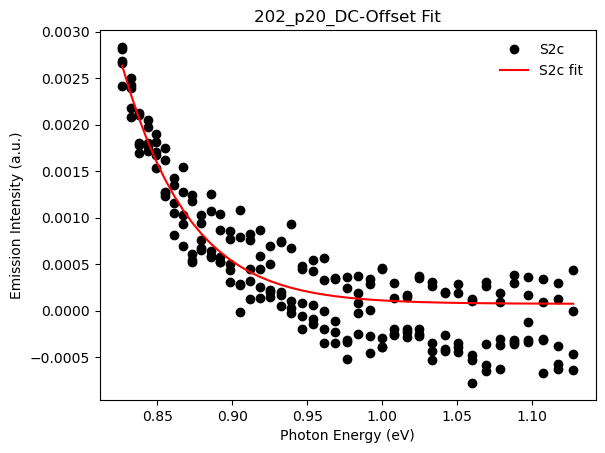 202_p20_DC-Offset Fit
S2c
S2c fit
Emission Intensity (a.u.)
0.0030
0.0025
0.0020
0.0015
0.0010
0.0005
0.0000
−0.0005
0.85
0.90
0.95
1.00
1.05
1.10
Photon Energy (eV)